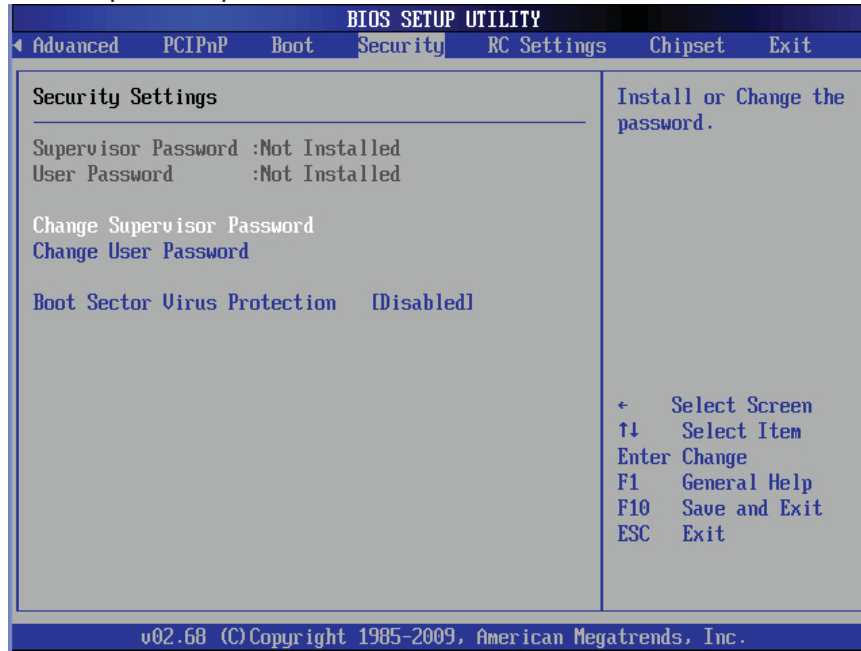 BIOS SETUP UTILITY
Advanced PCIPnP Boot Security RC Settings Chipset Exit
Security Settings
Supervisor Password :Not Installed
User Password :Not Installed
Change Supervisor Password
Change User Password
Boot Sector Virus Protection [Disabled]
Install or Change the
password.
← Select Screen
↑↓ Select Item
Enter Change
F1 General Help
F10 Save and Exit
ESC Exit
v02.68 (C)Copyright 1985-2009, American Megatrends, Inc.